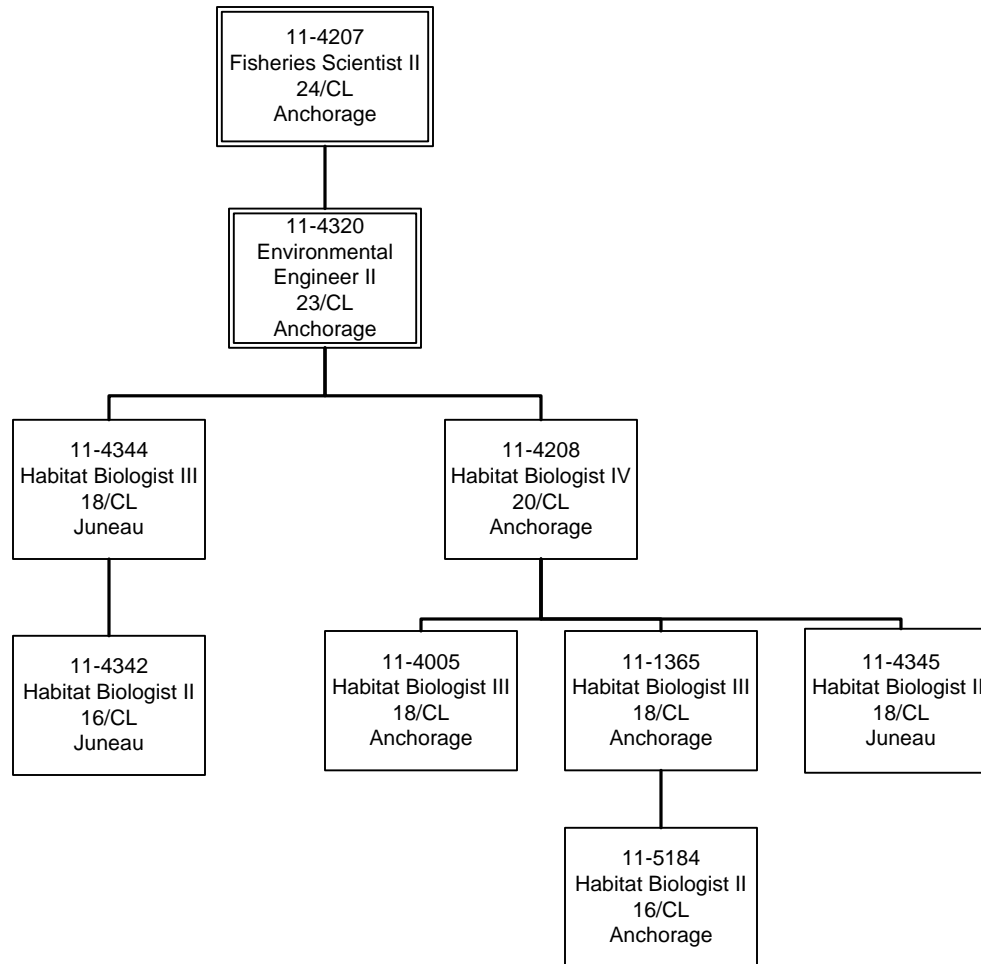 11-4207
Fisheries Scientist II
24/CL
Anchorage
11-4320
Environmental
Engineer II
23/CL
Anchorage
11-4344
Habitat Biologist III
18/CL
Juneau
11-4208
Habitat Biologist IV
20/CL
Anchorage
11-4342
Habitat Biologist II
16/CL
Juneau
11-4005
Habitat Biologist III
18/CL
Anchorage
11-1365
Habitat Biologist III
18/CL
Anchorage
11-4345
Habitat Biologist II
18/CL
Juneau
11-5184
Habitat Biologist II
16/CL
Anchorage